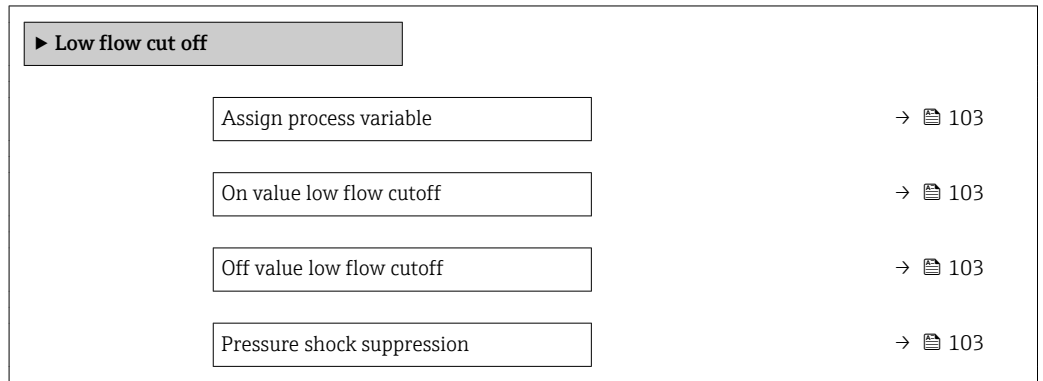 ► Low flow cut off
Assign process variable → 103
On value low flow cutoff → 103
Off value low flow cutoff → 103
Pressure shock suppression → 103